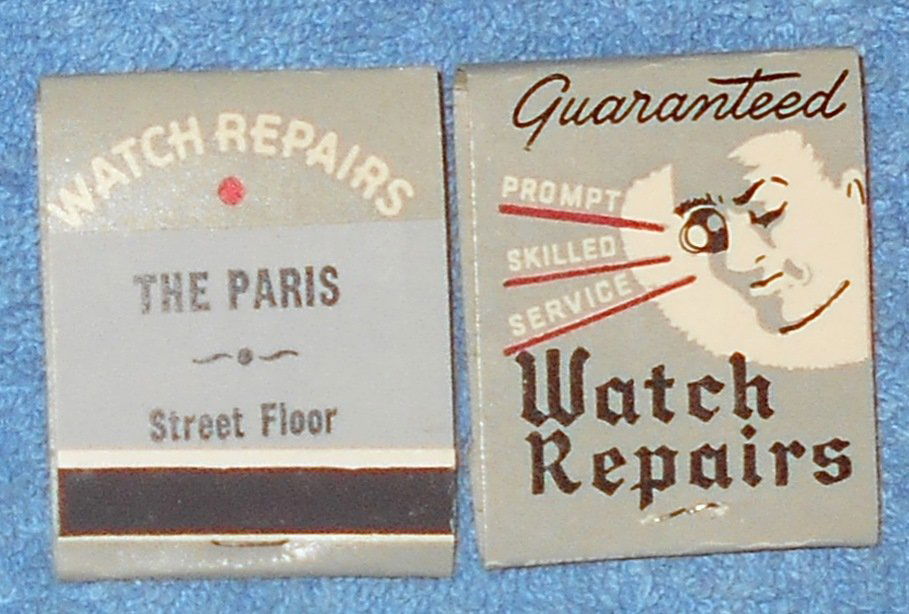 WATCH REPAIRS
THE PARIS
Street Floor
Guaranteed
PROMPT
SKILLED
SERVICE
Watch
Repairs